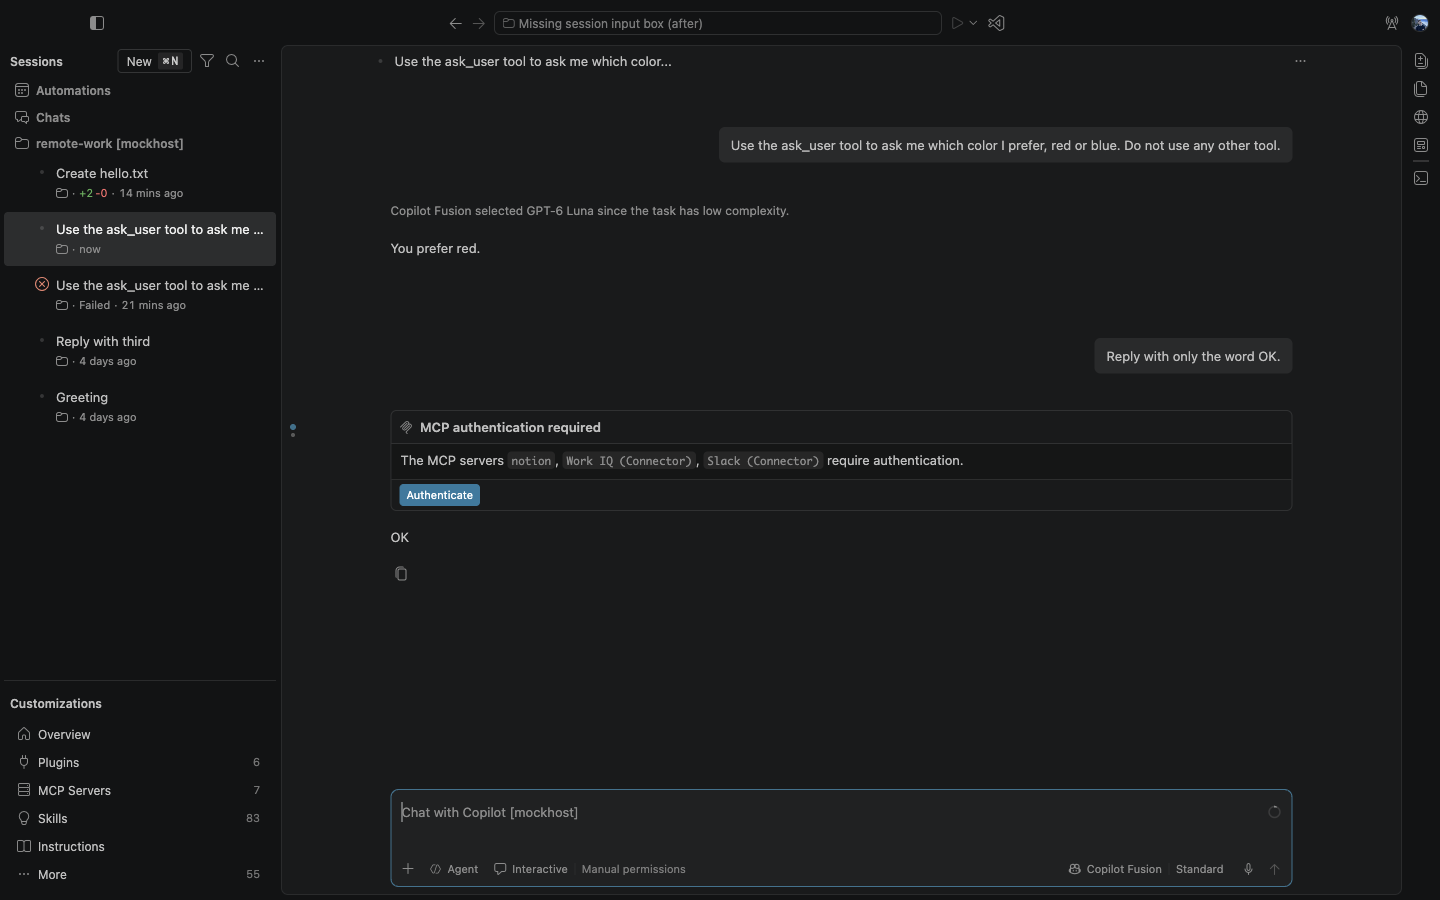 Missing session input box (after)
Sessions
New ⌘N
Automations
Chats
remote-work [mockhost]
Create hello.txt
· +2 -0 · 14 mins ago
Use the ask_user tool to ask me ...
· now
Use the ask_user tool to ask me ...
· Failed · 21 mins ago
Reply with third
· 4 days ago
Greeting
· 4 days ago
Customizations
Overview
Plugins 6
MCP Servers 7
Skills 83
Instructions
More 55
Use the ask_user tool to ask me which color...
Use the ask_user tool to ask me which color I prefer, red or blue. Do not use any other tool.
Copilot Fusion selected GPT-6 Luna since the task has low complexity.
You prefer red.
Reply with only the word OK.
MCP authentication required
The MCP servers notion, Work IQ (Connector), Slack (Connector) require authentication.
Authenticate
OK
Chat with Copilot [mockhost]
Agent Interactive Manual permissions Copilot Fusion Standard